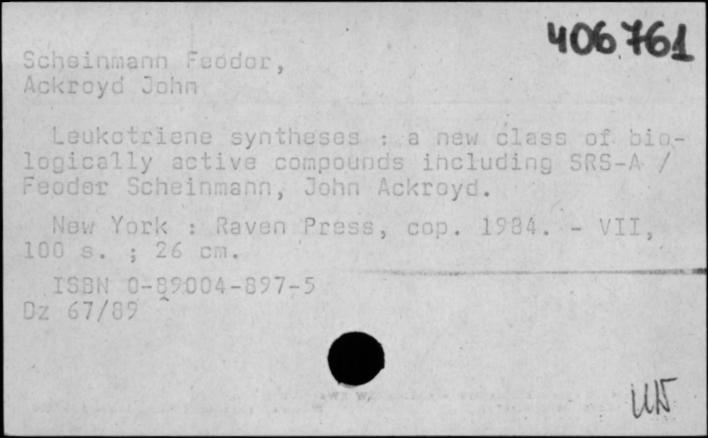 406761
Scheinmann Feodor,
Ackroyd John
Leukotriene syntheses : a new class of bio-
logically active compounds including SRS-A /
Feoder Scheinmann, John Ackroyd.
New York : Raven Press, cop. 1984. - VII,
100 s. ; 26 cm.
ISBN 0-89004-897-5
Dz 67/89